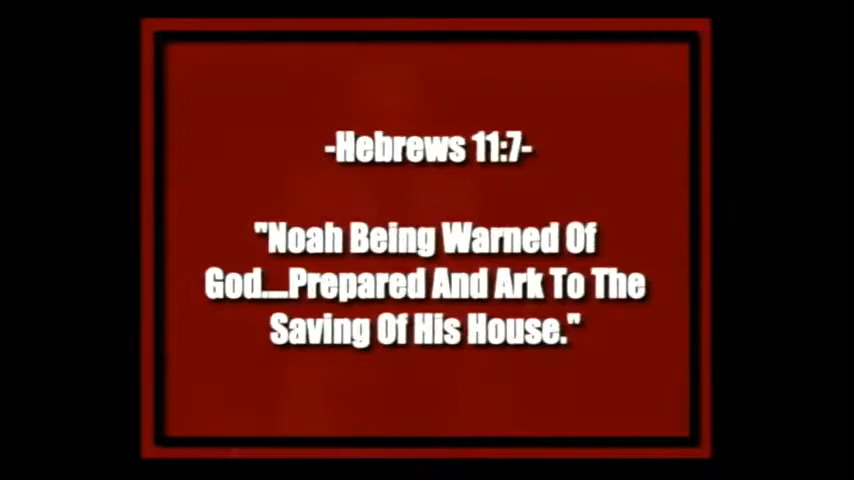 -Hebrews 11:7-
"Noah Being Warned Of
God....Prepared And Ark To The
Saving Of His House."